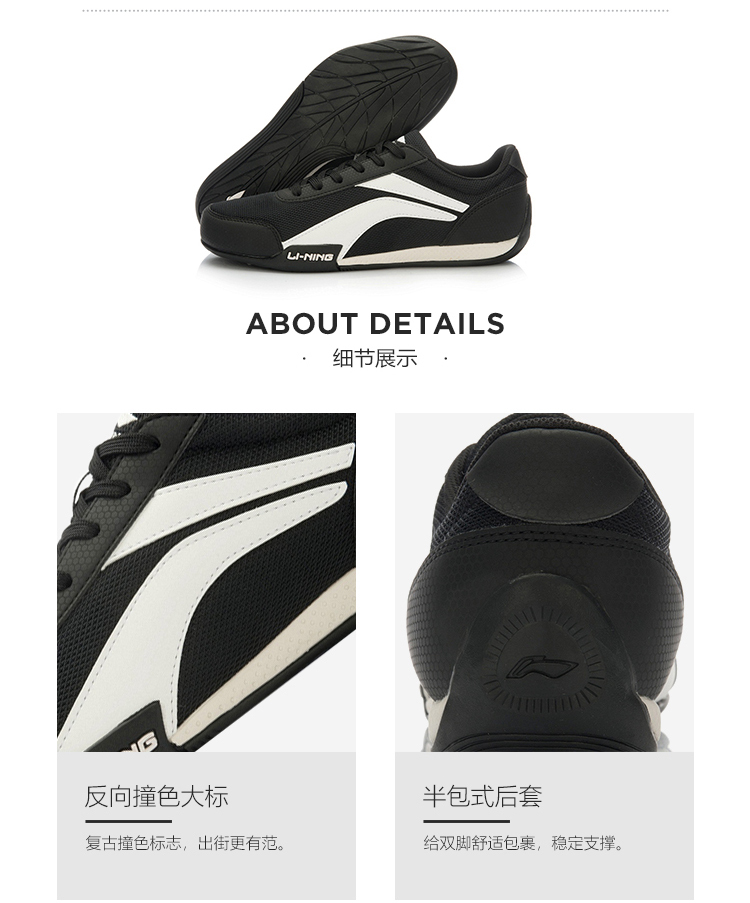 LI-NING
ABOUT DETAILS
· 细节展示 ·
NG
反向撞色大标
复古撞色标志，出街更有范。
半包式后套
给双脚舒适包裹，稳定支撑。